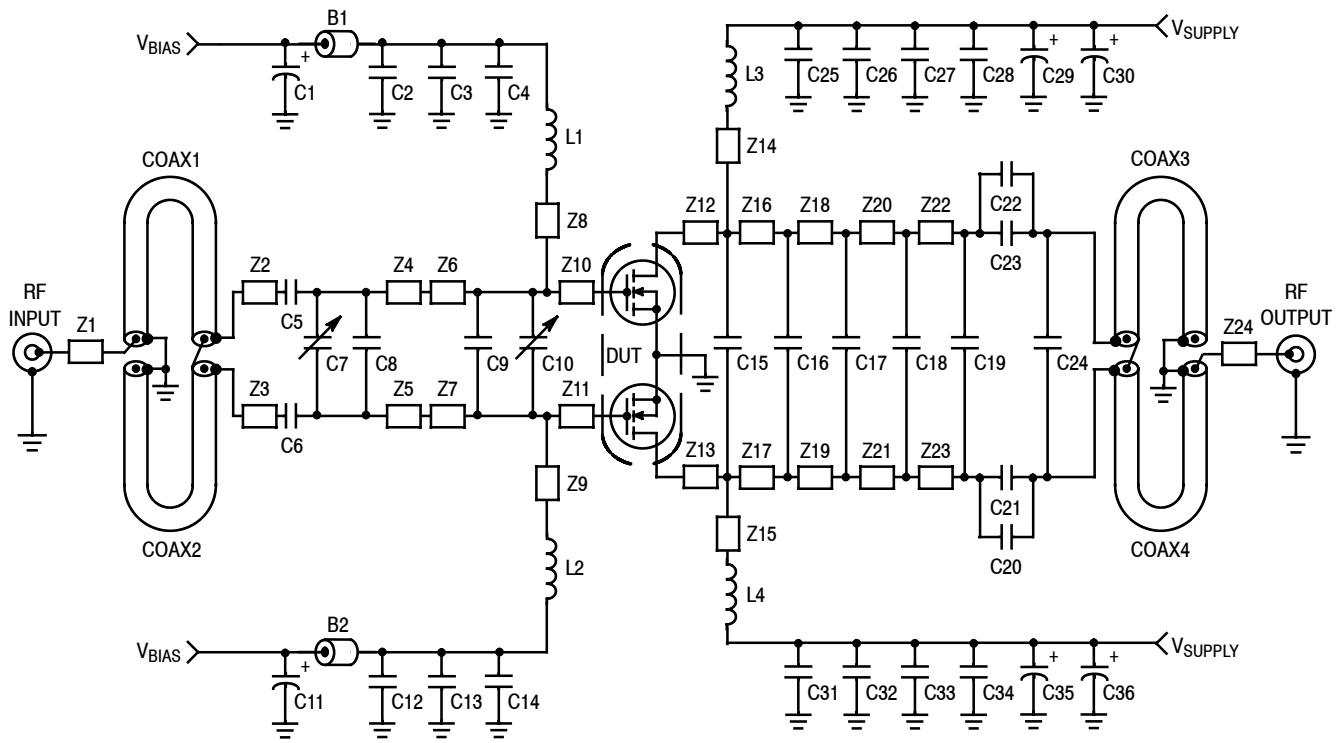 B1
VBIAS
C1
C2
C3
C4
L1
Z8
L3
VSUPPLY
C25
C26
C27
C28
C29
C30
Z14
COAX1
COAX3
RF
INPUT
Z1
Z2
C5
Z4
Z6
Z10
C7
C8
C9
C10
DUT
Z3
C6
Z5
Z7
Z11
Z12
Z16
Z18
Z20
Z22
C22
C23
C15
C16
C17
C18
C19
C24
Z13
Z17
Z19
Z21
Z23
C21
C20
RF
OUTPUT
Z24
COAX2
COAX4
Z9
L2
Z15
L4
B2
VBIAS
C11
C12
C13
C14
VSUPPLY
C31
C32
C33
C34
C35
C36
+
+
+
+
+
+